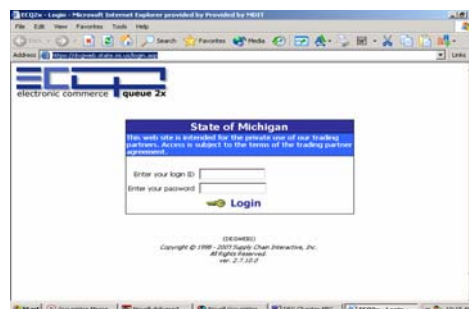 ECQ2x - Login - Microsoft Internet Explorer provided by Provided by MDIT
File Edit View Favorites Tools Help
Search Favorites Media
Address Links
electronic commerce queue 2x
State of Michigan
This web site is intended for the private use of our trading
partners. Access is subject to the terms of the trading partner
agreement.
Enter your login ID
Enter your password
Login
Copyright © 1998 - 2003 Supply Chain Interactive, Inc.
All Rights Reserved
ver. 2.7.10.0